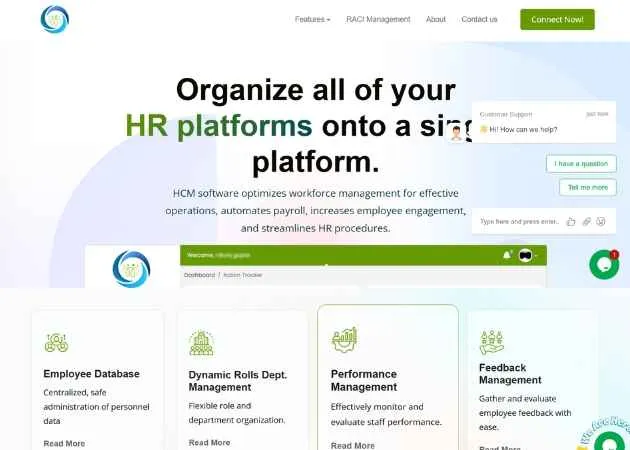 Features RACI Management About Contact us Connect Now!
Organize all of your
HR platforms onto a sing
platform.
HCM software optimizes workforce management for effective
operations, automates payroll, increases employee engagement,
and streamlines HR procedures.
Customer Support just now
Hi! How can we help?
I have a question
Tell me more
Type here and press enter..
1
Welcome,
Dashboard / Action Tracker
Employee Database
Centralized, safe
administration of personnel
data
Read More
Dynamic Rolls Dept.
Management
Flexible role and
department organization.
Read More
Performance
Management
Effectively monitor and
evaluate staff performance.
Read More
Feedback
Management
Gather and evaluate
employee feedback with
ease.
Read More
We Are Here!